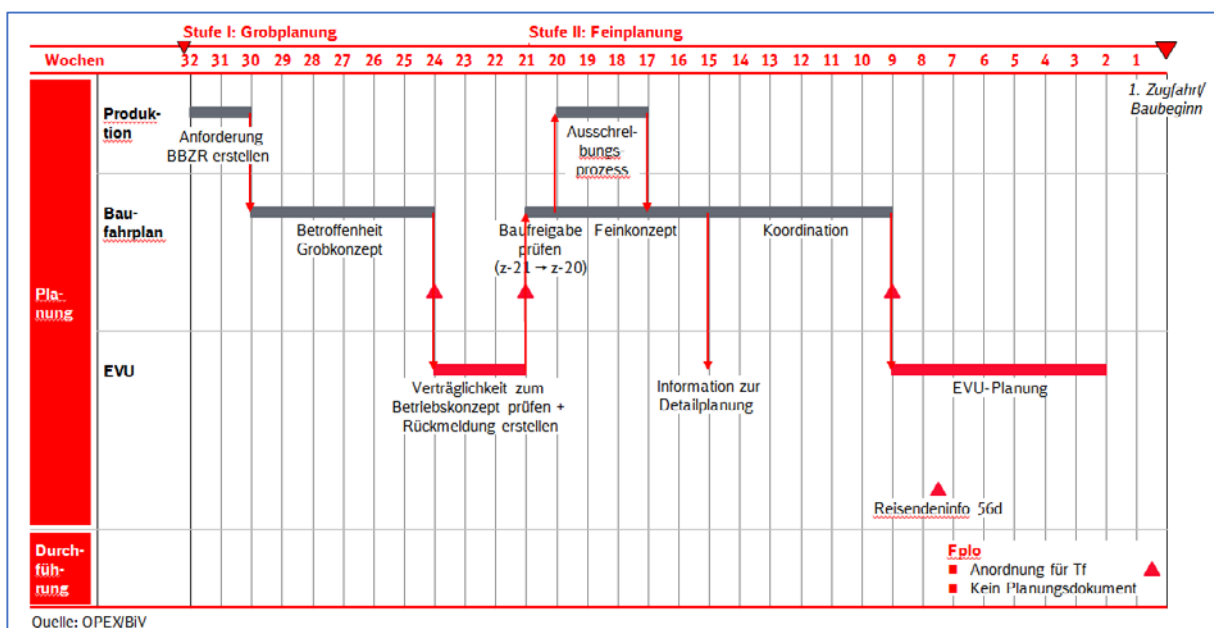 Stufe I: Grobplanung
Stufe II: Feinplanung
Wochen 32 31 30 29 28 27 26 25 24 23 22 21 20 19 18 17 16 15 14 13 12 11 10 9 8 7 6 5 4 3 2 1
1. Zugfahrt/
Baubeginn
Pla-
nung
Produk-
tion
Anforderung
BBZR erstellen
Ausschrei-
bungs-
prozess
Bau-
fahrplan
Betroffenheit
Grobkonzept
Baufreigabe
prüfen
(z-21 → z-20)
Feinkonzept
Koordination
EVU
Verträglichkeit zum
Betriebskonzept prüfen +
Rückmeldung erstellen
Information zur
Detailplanung
EVU-Planung
Reisendeninfo 56d
Durch-
füh-
rung
Fplo
Anordnung für Tf
Kein Planungsdokument
Quelle: OPEX/BiV